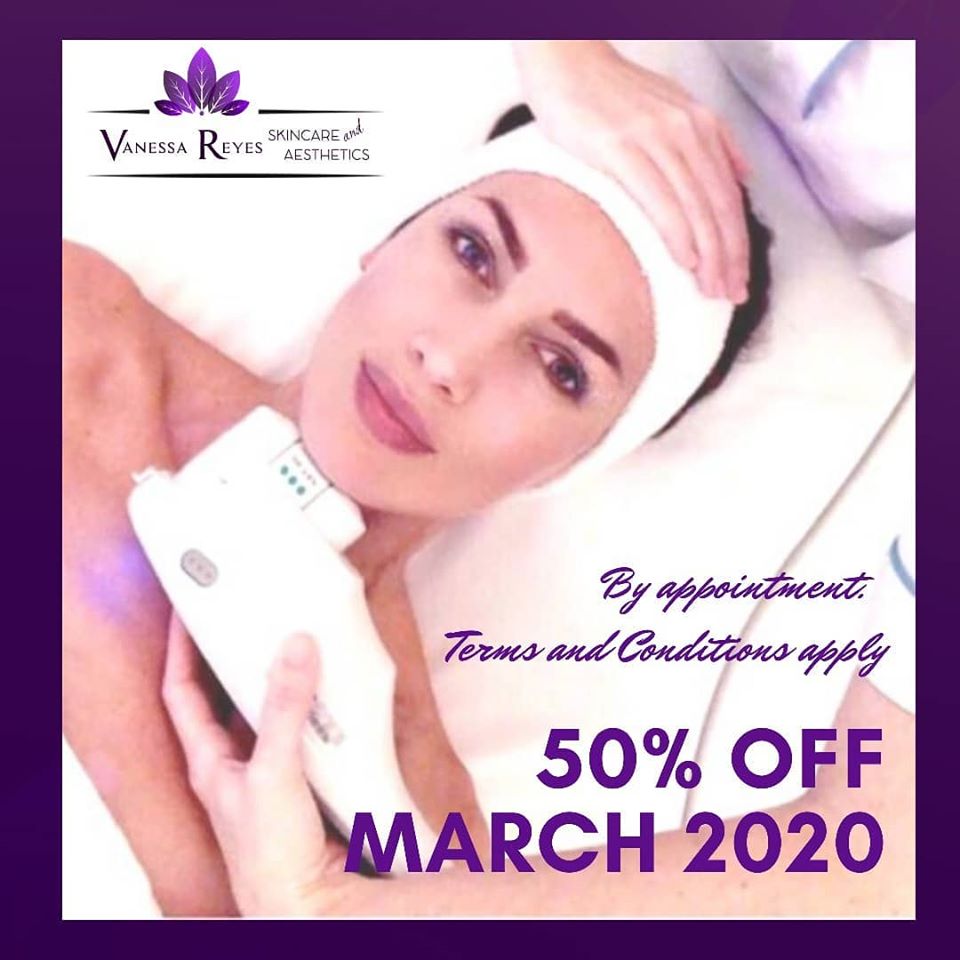 VANESSA REYES SKINCARE and
AESTHETICS
By appointment.
Terms and Conditions apply
50% OFF
MARCH 2020